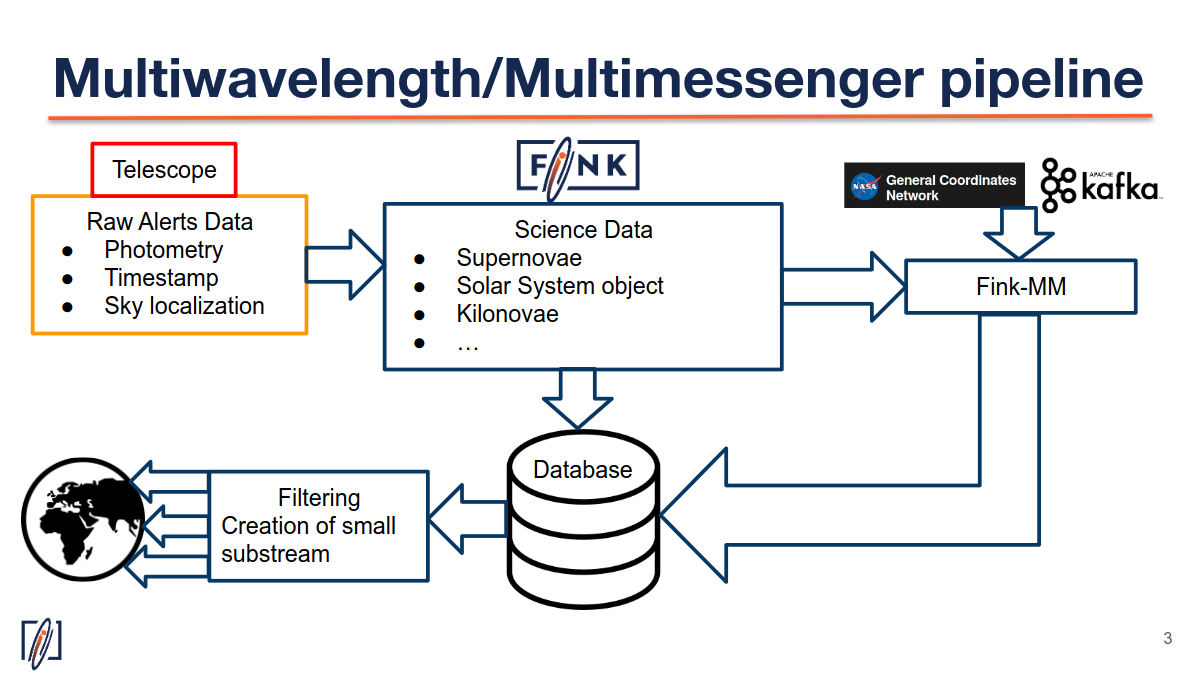 Multiwavelength/Multimessenger pipeline
Telescope
Raw Alerts Data
● Photometry
● Timestamp
● Sky localization
FINK
Science Data
● Supernovae
● Solar System object
● Kilonovae
● …
NASA
General Coordinates
Network
APACHE
kafka
Fink-MM
Database
Filtering
Creation of small
substream
3